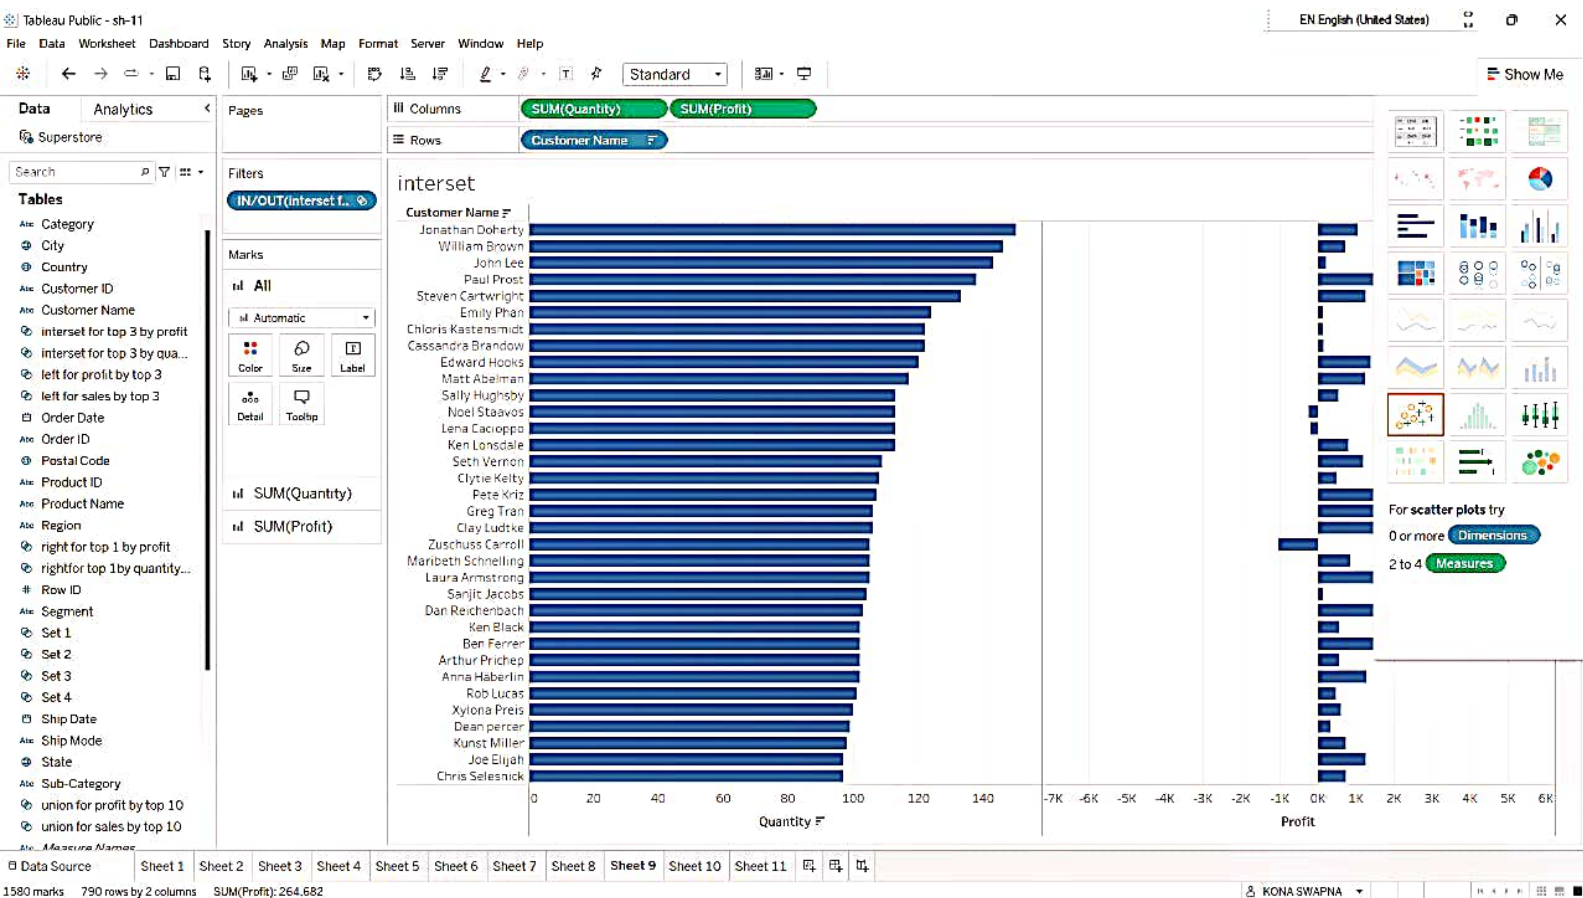 Tableau Public - sh-11
EN English (United States)
File Data Worksheet Dashboard Story Analysis Map Format Server Window Help
Standard
Show Me
Data Analytics
Superstore
Search
Tables
Category
City
Country
Customer ID
Customer Name
interset for top 3 by profit
interset for top 3 by qua...
left for profit by top 3
left for sales by top 3
Order Date
Order ID
Postal Code
Product ID
Product Name
Region
right for top 1 by profit
rightfor top 1by quantity...
Row ID
Segment
Set 1
Set 2
Set 3
Set 4
Ship Date
Ship Mode
State
Sub-Category
union for profit by top 10
union for sales by top 10
Measure Names
Pages
Filters
IN/OUT(interset f..
Marks
All
Automatic
Color Size Label
Detail Tooltip
SUM(Quantity)
SUM(Profit)
Columns SUM(Quantity) SUM(Profit)
Rows Customer Name
interset
Customer Name
Jonathan Doherty
William Brown
John Lee
Paul Prost
Steven Cartwright
Emily Phan
Chloris Kastensmidt
Cassandra Brandow
Edward Hooks
Matt Abelman
Sally Hughsby
Noel Staavos
Lena Cacioppo
Ken Lonsdale
Seth Vernon
Clytie Kelty
Pete Kriz
Greg Tran
Clay Ludtke
Zuschuss Carroll
Maribeth Schnelling
Laura Armstrong
Sanjit Jacobs
Dan Reichenbach
Ken Black
Ben Ferrer
Arthur Prichep
Anna Häberlin
Rob Lucas
Xylona Preis
Dean percer
Kunst Miller
Joe Elijah
Chris Selesnick
0 20 40 60 80 100 120 140
Quantity
-7K -6K -5K -4K -3K -2K -1K 0K 1K 2K 3K 4K 5K 6K
Profit
For scatter plots try
0 or more Dimensions
2 to 4 Measures
Data Source Sheet 1 Sheet 2 Sheet 3 Sheet 4 Sheet 5 Sheet 6 Sheet 7 Sheet 8 Sheet 9 Sheet 10 Sheet 11
1580 marks 790 rows by 2 columns SUM(Profit): 264,682
KONA SWAPNA